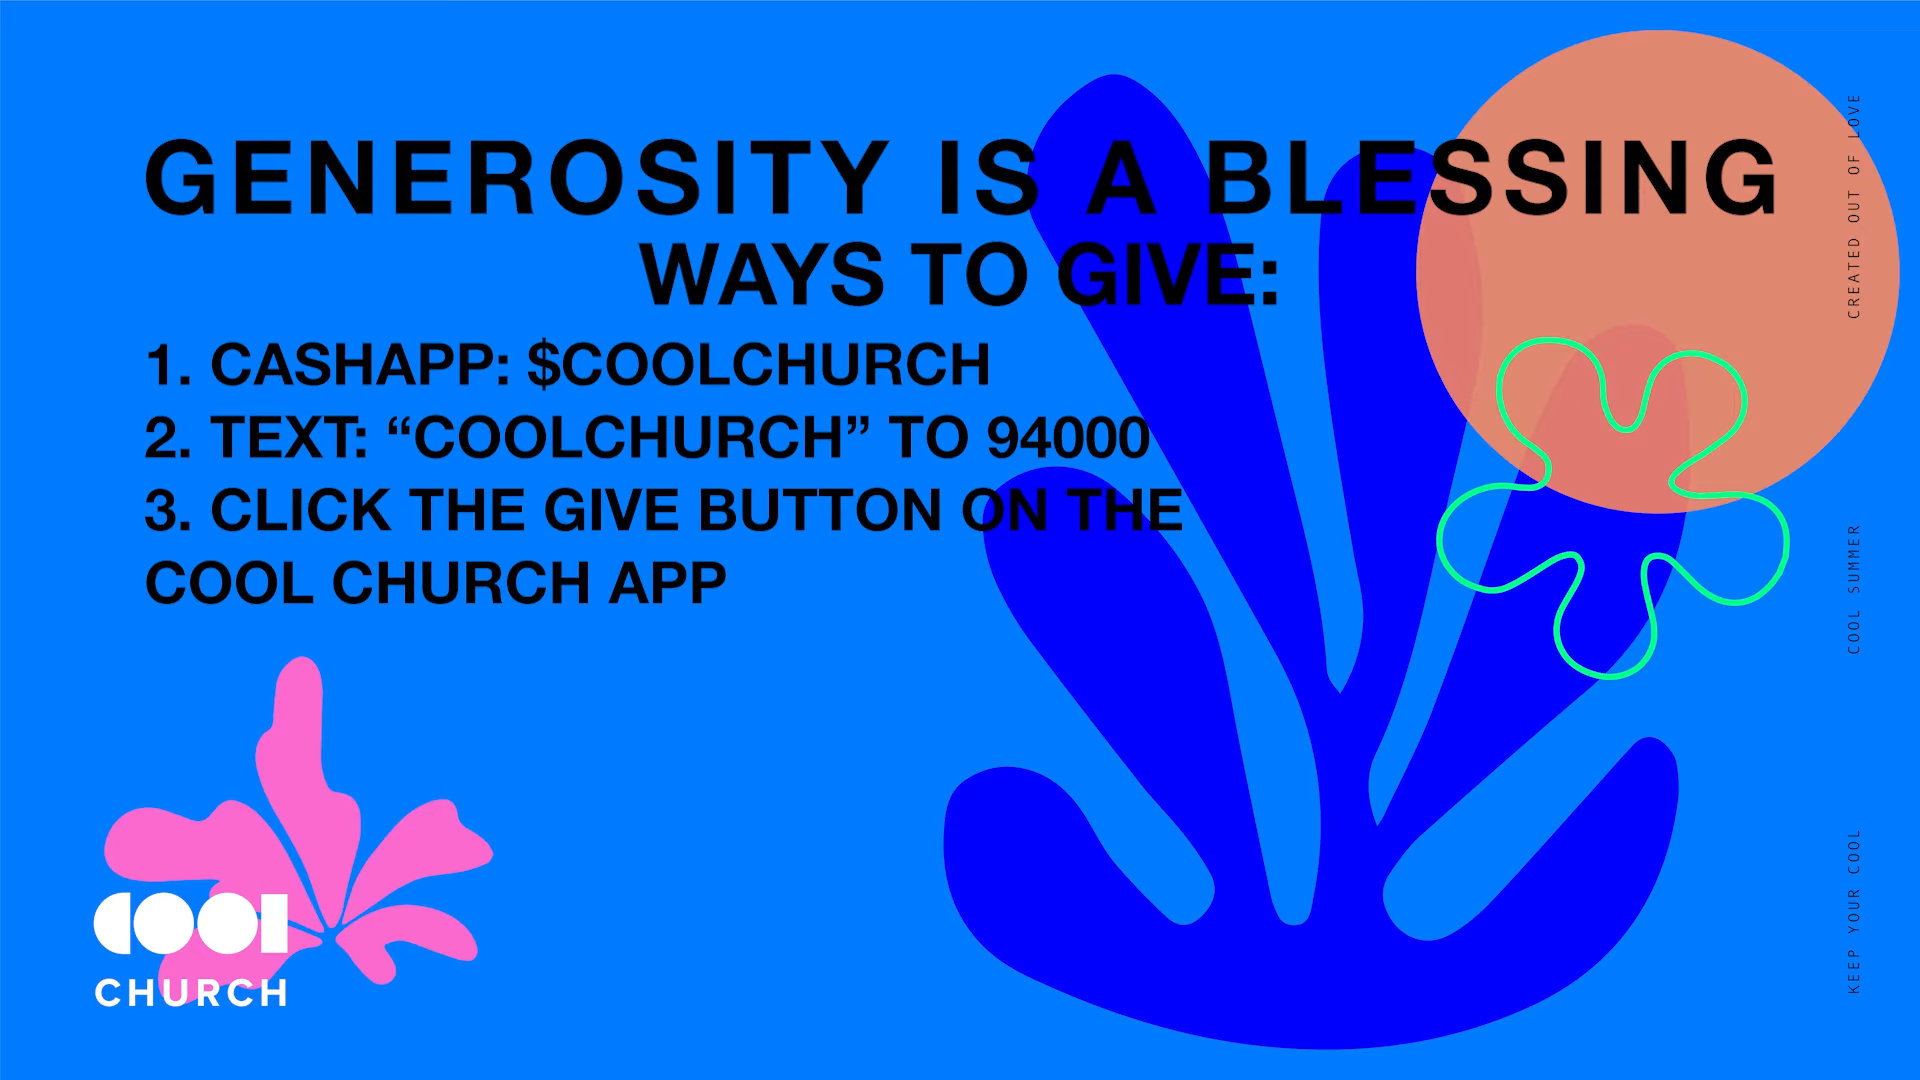 GENEROSITY IS A BLESSING
WAYS TO GIVE:
1. CASHAPP: $COOLCHURCH
2. TEXT: “COOLCHURCH” TO 94000
3. CLICK THE GIVE BUTTON ON THE
COOL CHURCH APP
COOL
CHURCH
CREATED OUT OF LOVE
COOL SUMMER
KEEP YOUR COOL